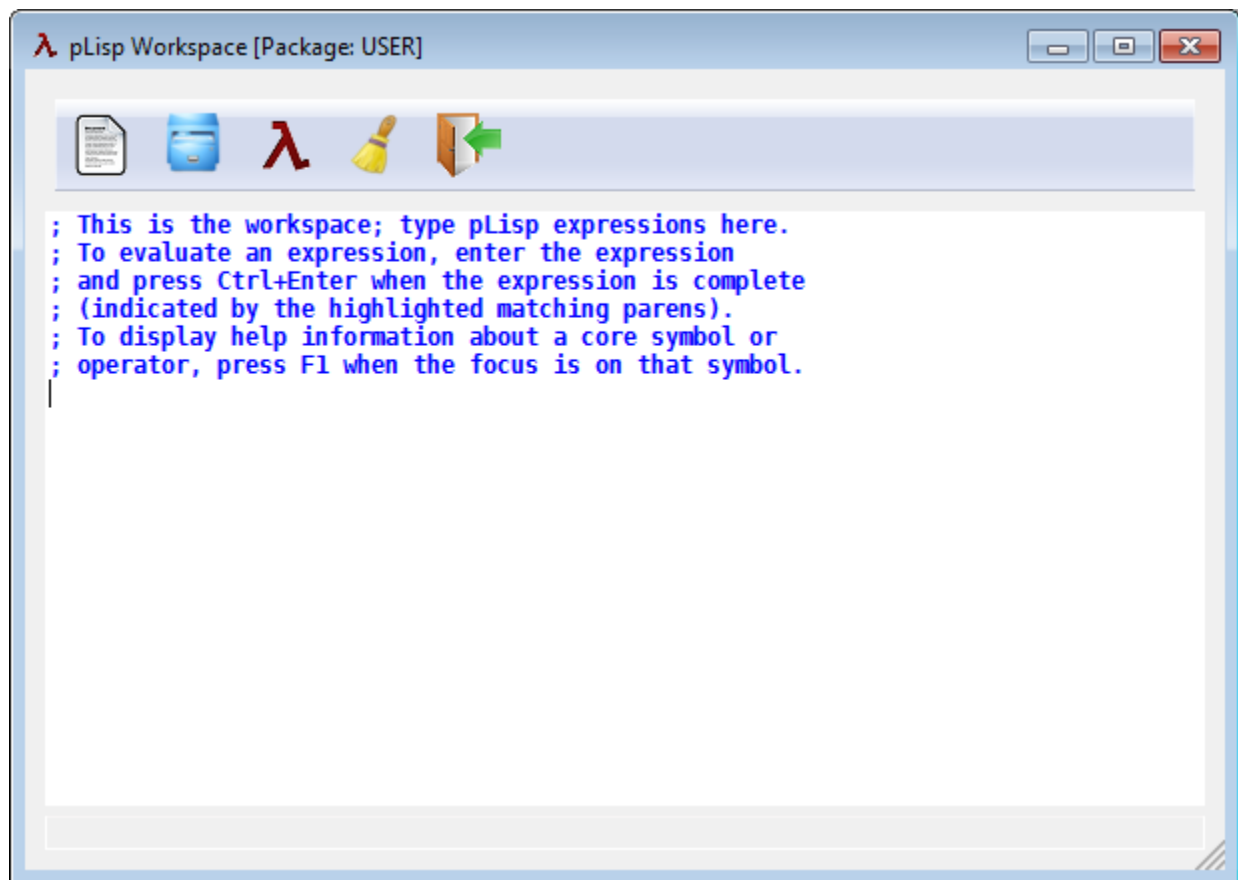 λ pLisp Workspace [Package: USER]
λ
; This is the workspace; type pLisp expressions here.
; To evaluate an expression, enter the expression
; and press Ctrl+Enter when the expression is complete
; (indicated by the highlighted matching parens).
; To display help information about a core symbol or
; operator, press F1 when the focus is on that symbol.